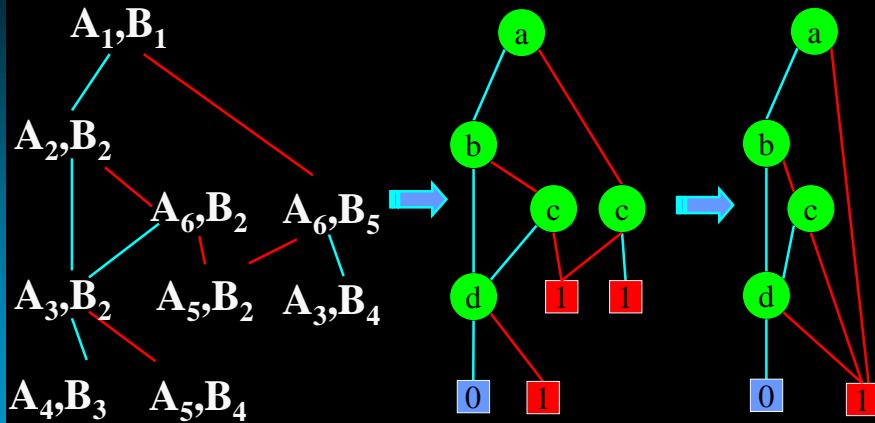 A₁,B₁ a a
A₂,B₂ b b
A₆,B₂ A₆,B₅ c c c
A₃,B₂ A₅,B₂ A₃,B₄ d 1 1 d
A₄,B₃ A₅,B₄ 0 1 0 1